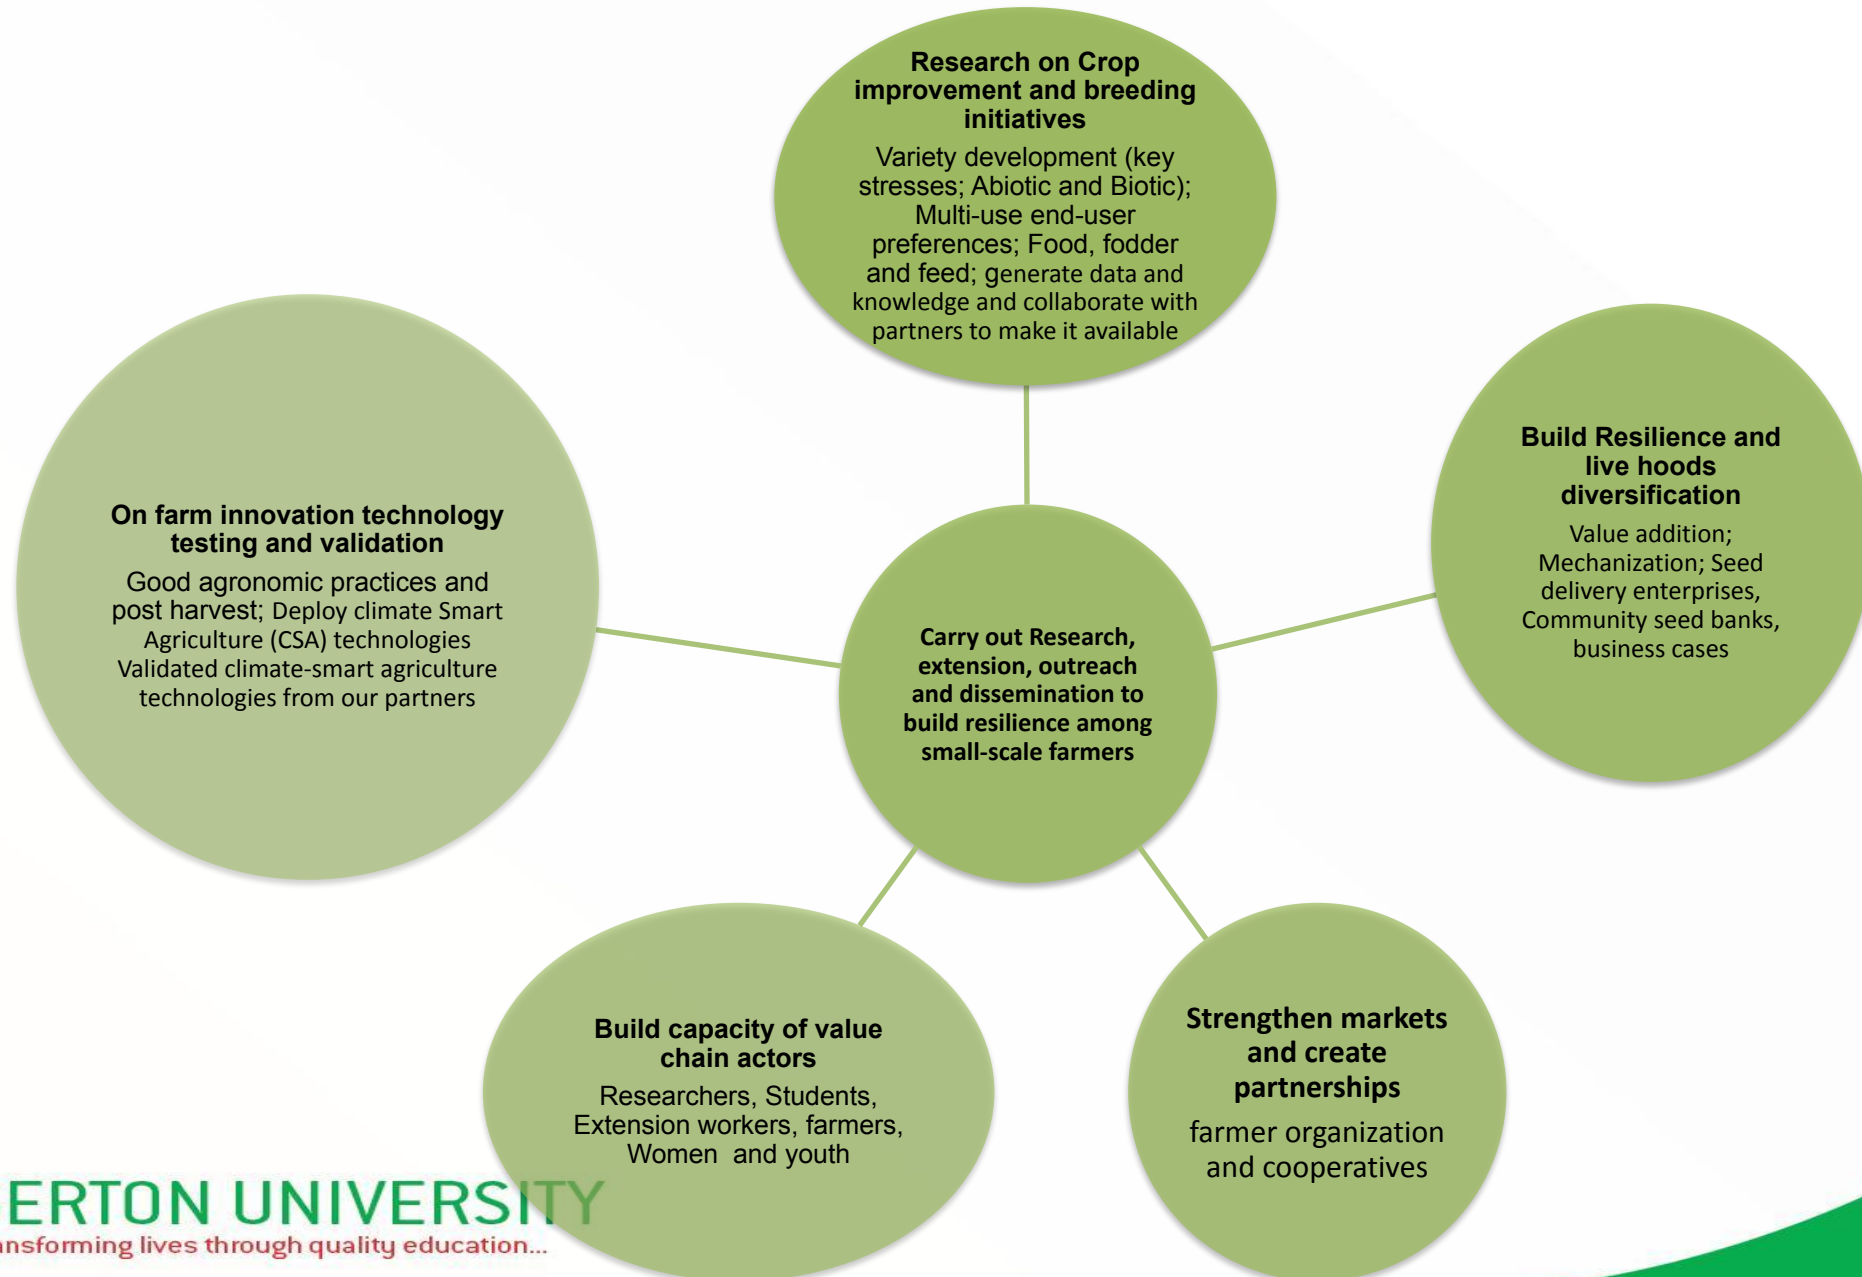 Research on Crop
improvement and breeding
initiatives
Variety development (key
stresses; Abiotic and Biotic);
Multi-use end-user
preferences; Food, fodder
and feed; generate data and
knowledge and collaborate with
partners to make it available
Build Resilience and
live hoods
diversification
Value addition;
Mechanization; Seed
delivery enterprises,
Community seed banks,
business cases
On farm innovation technology
testing and validation
Good agronomic practices and
post harvest; Deploy climate Smart
Agriculture (CSA) technologies
Validated climate-smart agriculture
technologies from our partners
Carry out Research,
extension, outreach
and dissemination to
build resilience among
small-scale farmers
Strengthen markets
and create
partnerships
farmer organization
and cooperatives
Build capacity of value
chain actors
Researchers, Students,
Extension workers, farmers,
Women  and youth
ERTON UNIVERSITY
ansforming lives through quality education...